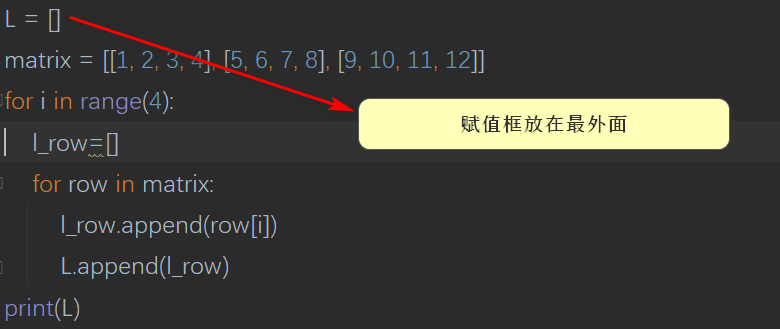 L = []
matrix = [[1, 2, 3, 4], [5, 6, 7, 8], [9, 10, 11, 12]]
for i in range(4):
赋值框放在最外面
    l_row=[]
    for row in matrix:
        l_row.append(row[i])
        L.append(l_row)
print(L)